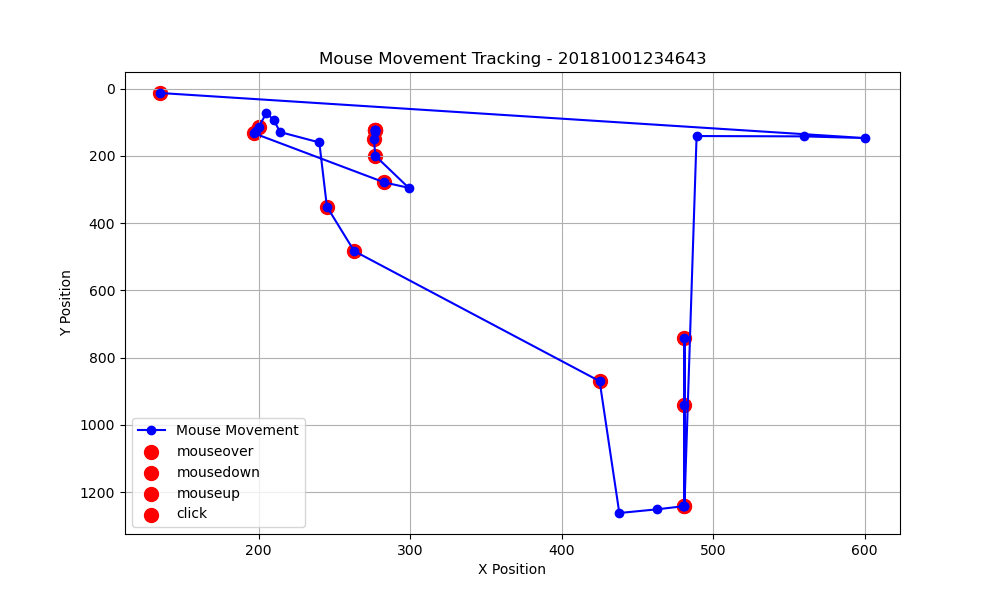 Mouse Movement Tracking - 20181001234643
0
200
400
600
800
1000
1200
Y Position
Mouse Movement
mouseover
mousedown
mouseup
click
200 300 400 500 600
X Position